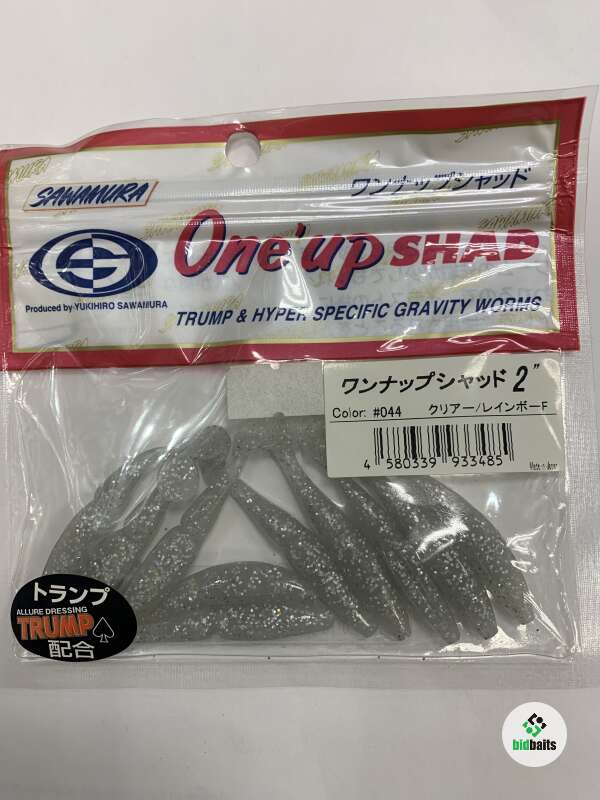 SAWAMURA
ワンナップシャッド
One'up SHAD
Produced by YUKIHIRO SAWAMURA
TRUMP & HYPER SPECIFIC GRAVITY WORMS
ワンナップシャッド 2"
Color: #044 クリアー/レインボーF
4 580339 933485
Made in Japan
トランプ
ALLURE DRESSING
TRUMP
配合
bidbaits